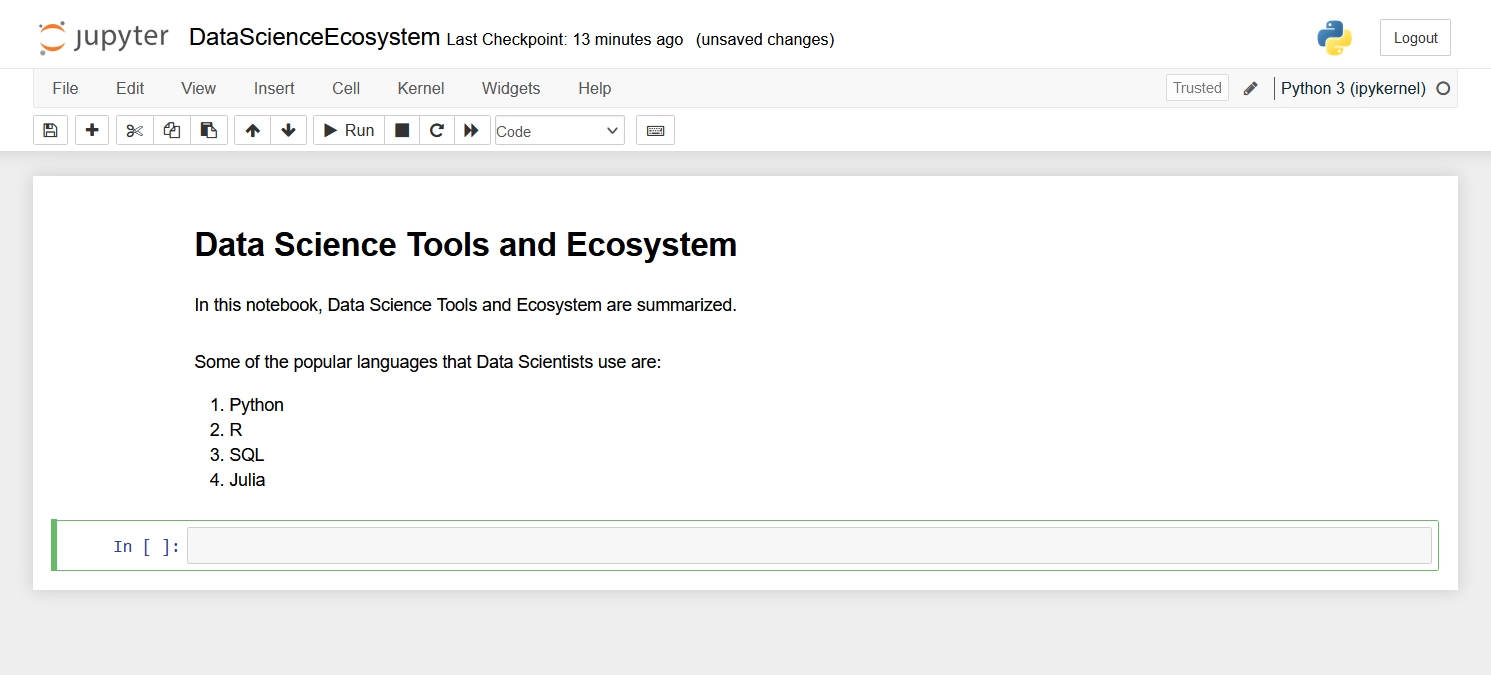 jupyter DataScienceEcosystem Last Checkpoint: 13 minutes ago (unsaved changes) Logout
File Edit View Insert Cell Kernel Widgets Help Trusted Python 3 (ipykernel)
Run Code
Data Science Tools and Ecosystem
In this notebook, Data Science Tools and Ecosystem are summarized.
Some of the popular languages that Data Scientists use are:
1. Python
2. R
3. SQL
4. Julia
In [ ]: